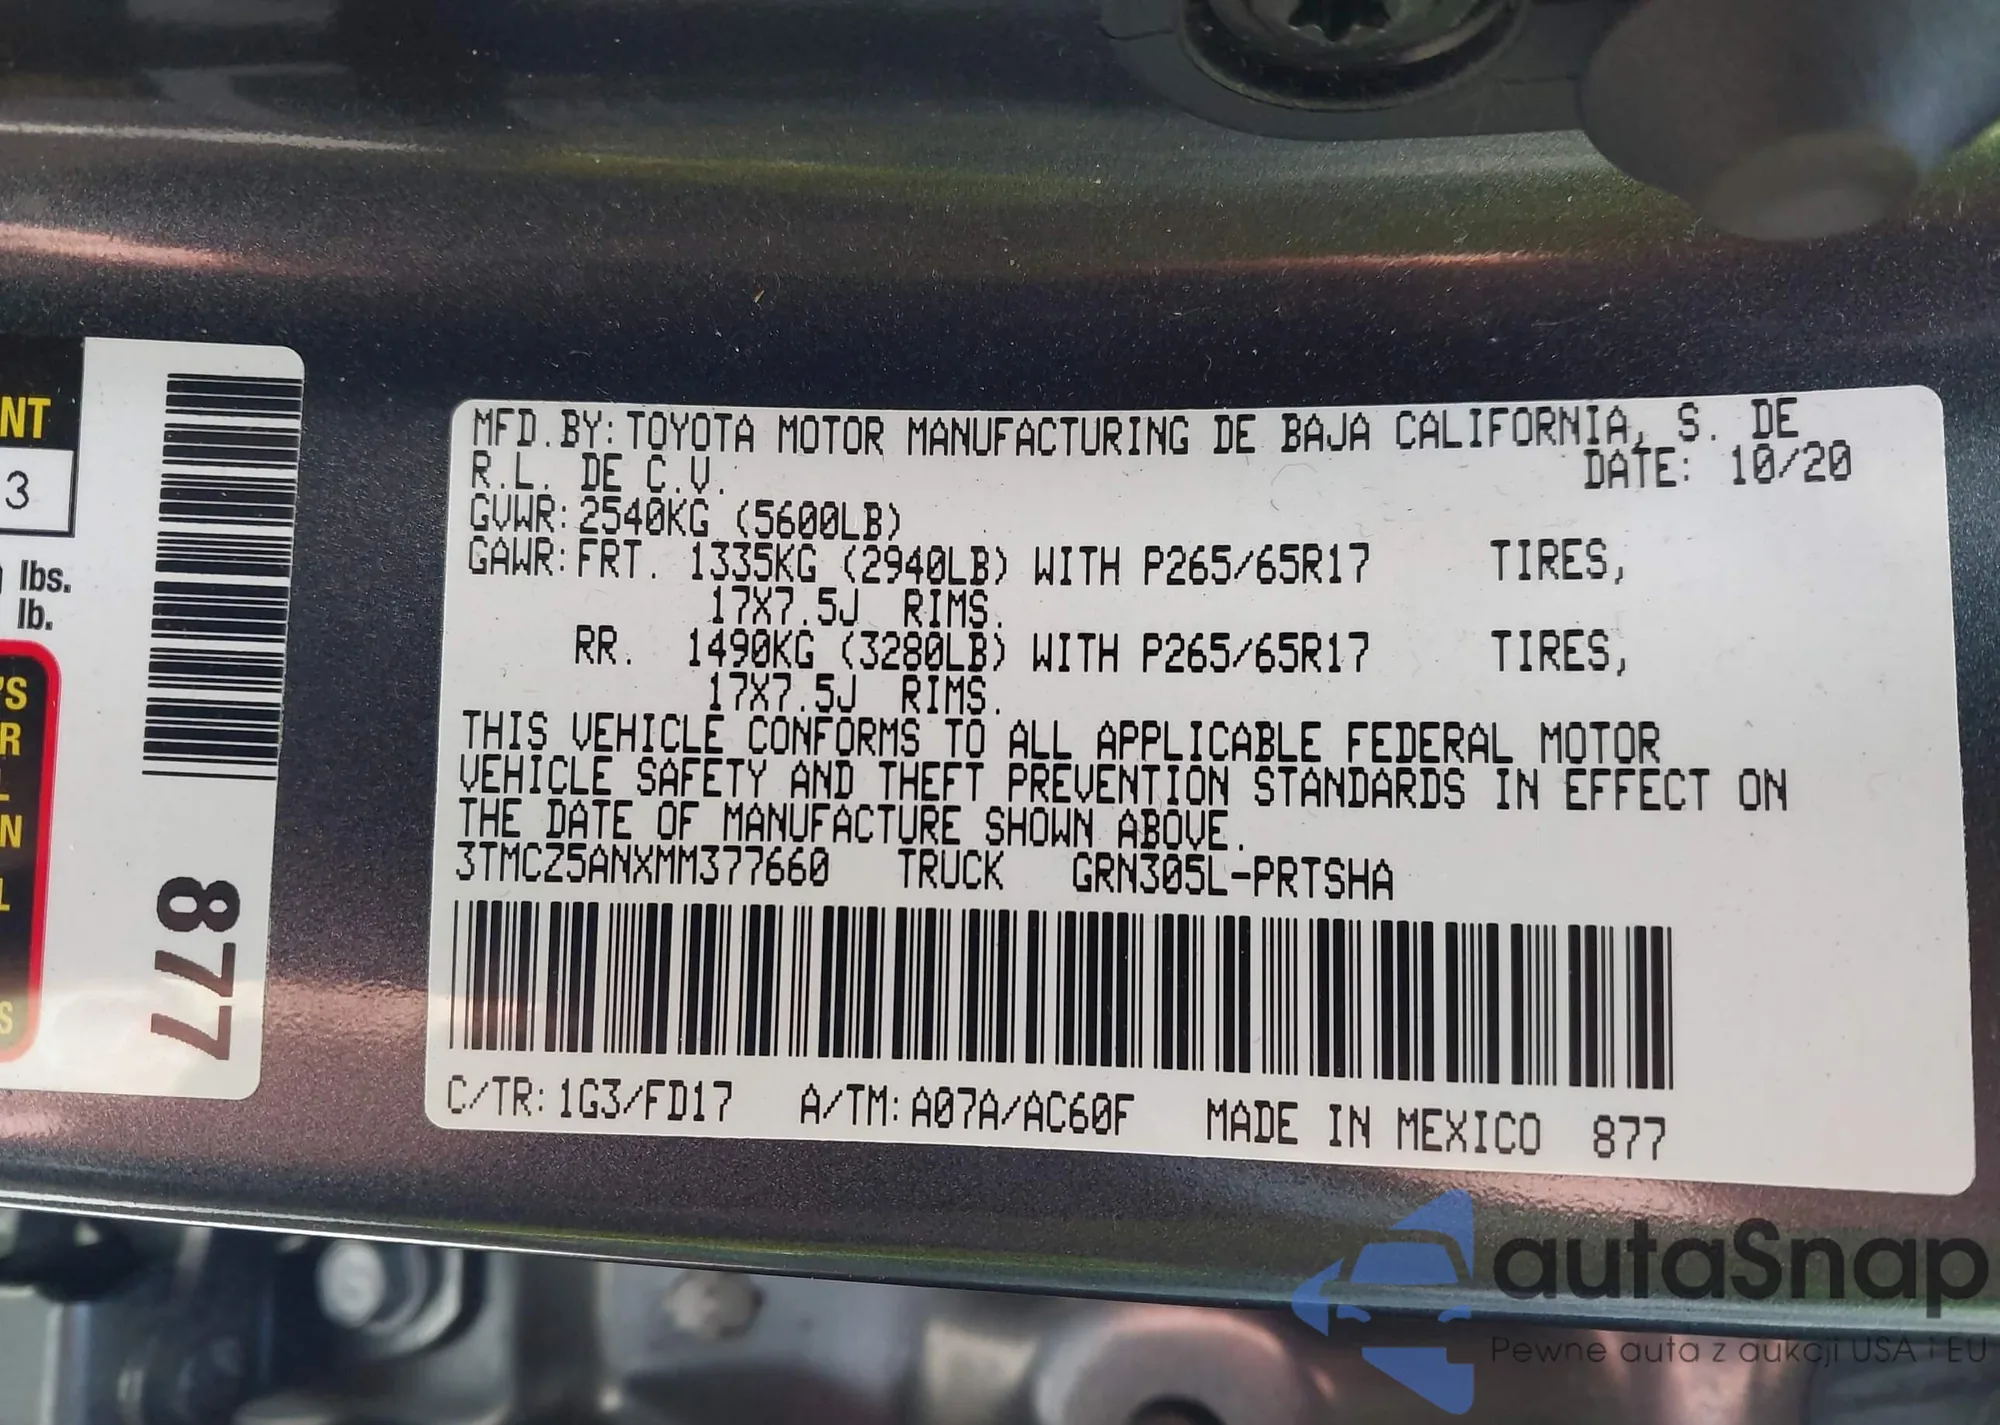 NT
3
lbs.
lb.
'S
R
L
N
L
S
877
MFD.BY:TOYOTA MOTOR MANUFACTURING DE BAJA CALIFORNIA, S. DE
R.L. DE C.V. DATE: 10/20
GVWR:2540KG (5600LB)
GAWR:FRT. 1335KG (2940LB) WITH P265/65R17 TIRES,
17X7.5J RIMS.
RR. 1490KG (3280LB) WITH P265/65R17 TIRES,
17X7.5J RIMS.
THIS VEHICLE CONFORMS TO ALL APPLICABLE FEDERAL MOTOR
VEHICLE SAFETY AND THEFT PREVENTION STANDARDS IN EFFECT ON
THE DATE OF MANUFACTURE SHOWN ABOVE.
3TMCZ5ANXMM377660 TRUCK GRN305L-PRTSHA
C/TR:1G3/FD17 A/TM:A07A/AC60F MADE IN MEXICO 877
autaSnap
Pewne auta z aukcji USA i EU